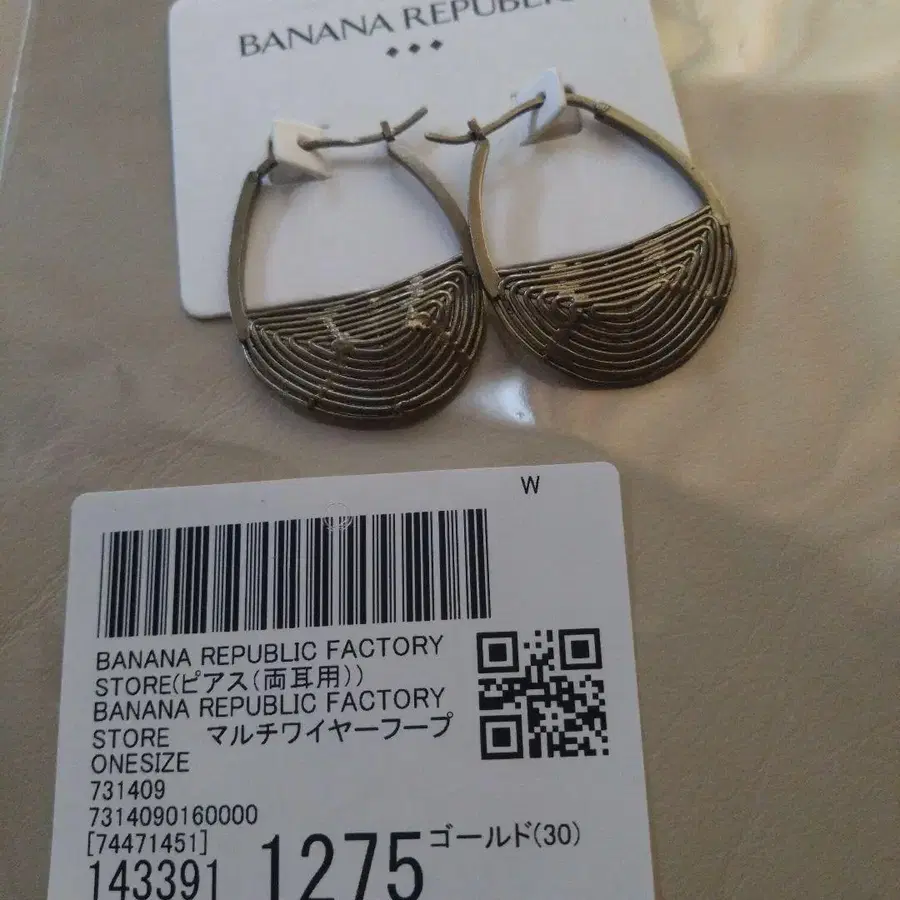 BANANA REPUBLIC
W
BANANA REPUBLIC FACTORY
STORE(ピアス(両耳用))
BANANA REPUBLIC FACTORY
STORE マルチワイヤーフープ
ONESIZE
731409
7314090160000
[74471451]
143391 1275 ゴールド(30)